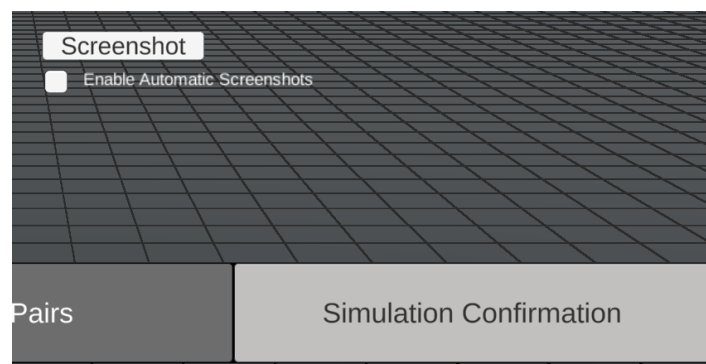 Screenshot
Enable Automatic Screenshots
Pairs
Simulation Confirmation